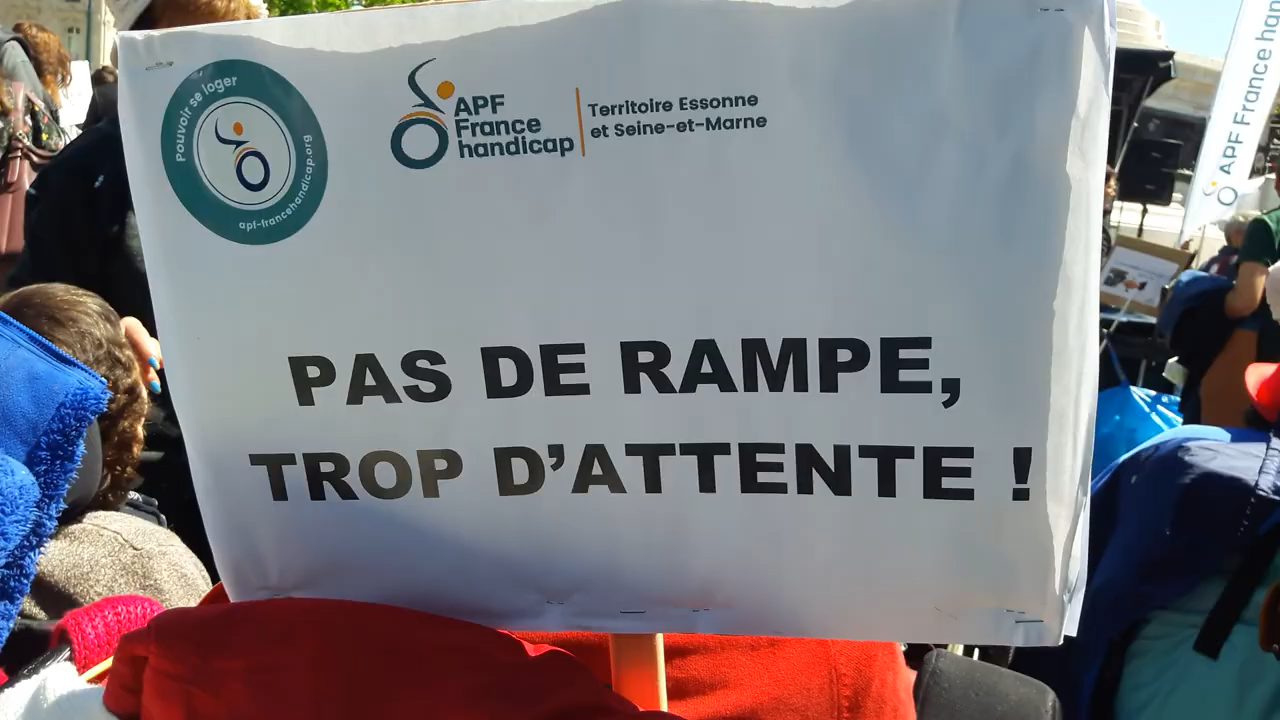 Pouvoir se loger
apf-francehandicap.org
APF
France
handicap
Territoire Essonne
et Seine-et-Marne
PAS DE RAMPE,
TROP D'ATTENTE !
APF France han